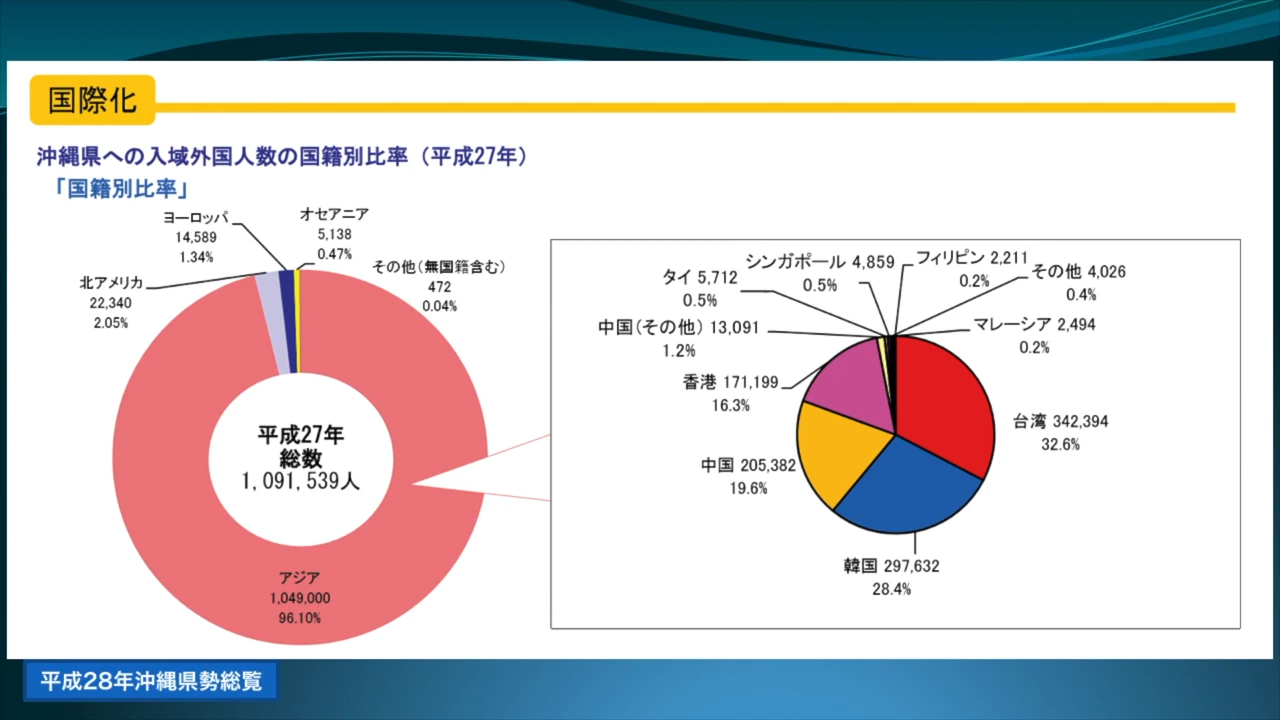 国際化
沖縄県への入域外国人数の国籍別比率（平成27年）
「国籍別比率」
ヨーロッパ
14,589
1.34%
オセアニア
5,138
0.47%
その他（無国籍含む）
472
0.04%
北アメリカ
22,340
2.05%
平成27年
総数
1,091,539人
アジア
1,049,000
96.10%
シンガポール 4,859
0.5%
フィリピン 2,211
0.2%
その他 4,026
0.4%
タイ 5,712
0.5%
中国（その他）13,091
1.2%
マレーシア 2,494
0.2%
香港 171,199
16.3%
台湾 342,394
32.6%
中国 205,382
19.6%
韓国 297,632
28.4%
平成28年沖縄県勢総覧